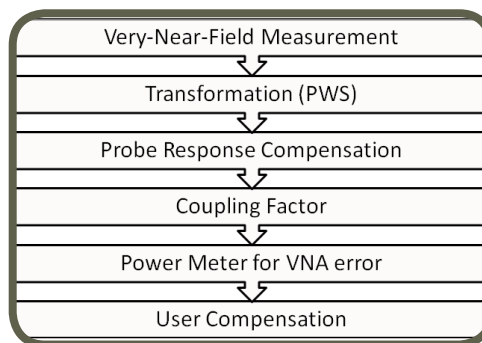 Very-Near-Field Measurement
Transformation (PWS)
Probe Response Compensation
Coupling Factor
Power Meter for VNA error
User Compensation